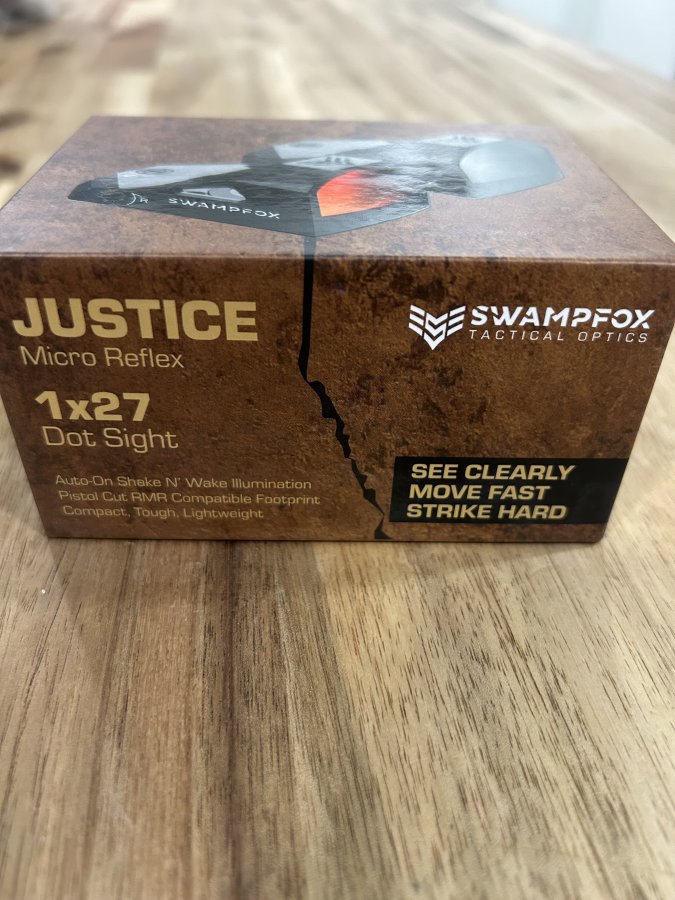 SWAMPFOX
JUSTICE
Micro Reflex
1x27
Dot Sight
Auto-On Shake N' Wake Illumination
Pistol Cut RMR Compatible Footprint
Compact, Tough, Lightweight
SWAMPFOX
TACTICAL OPTICS
SEE CLEARLY
MOVE FAST
STRIKE HARD